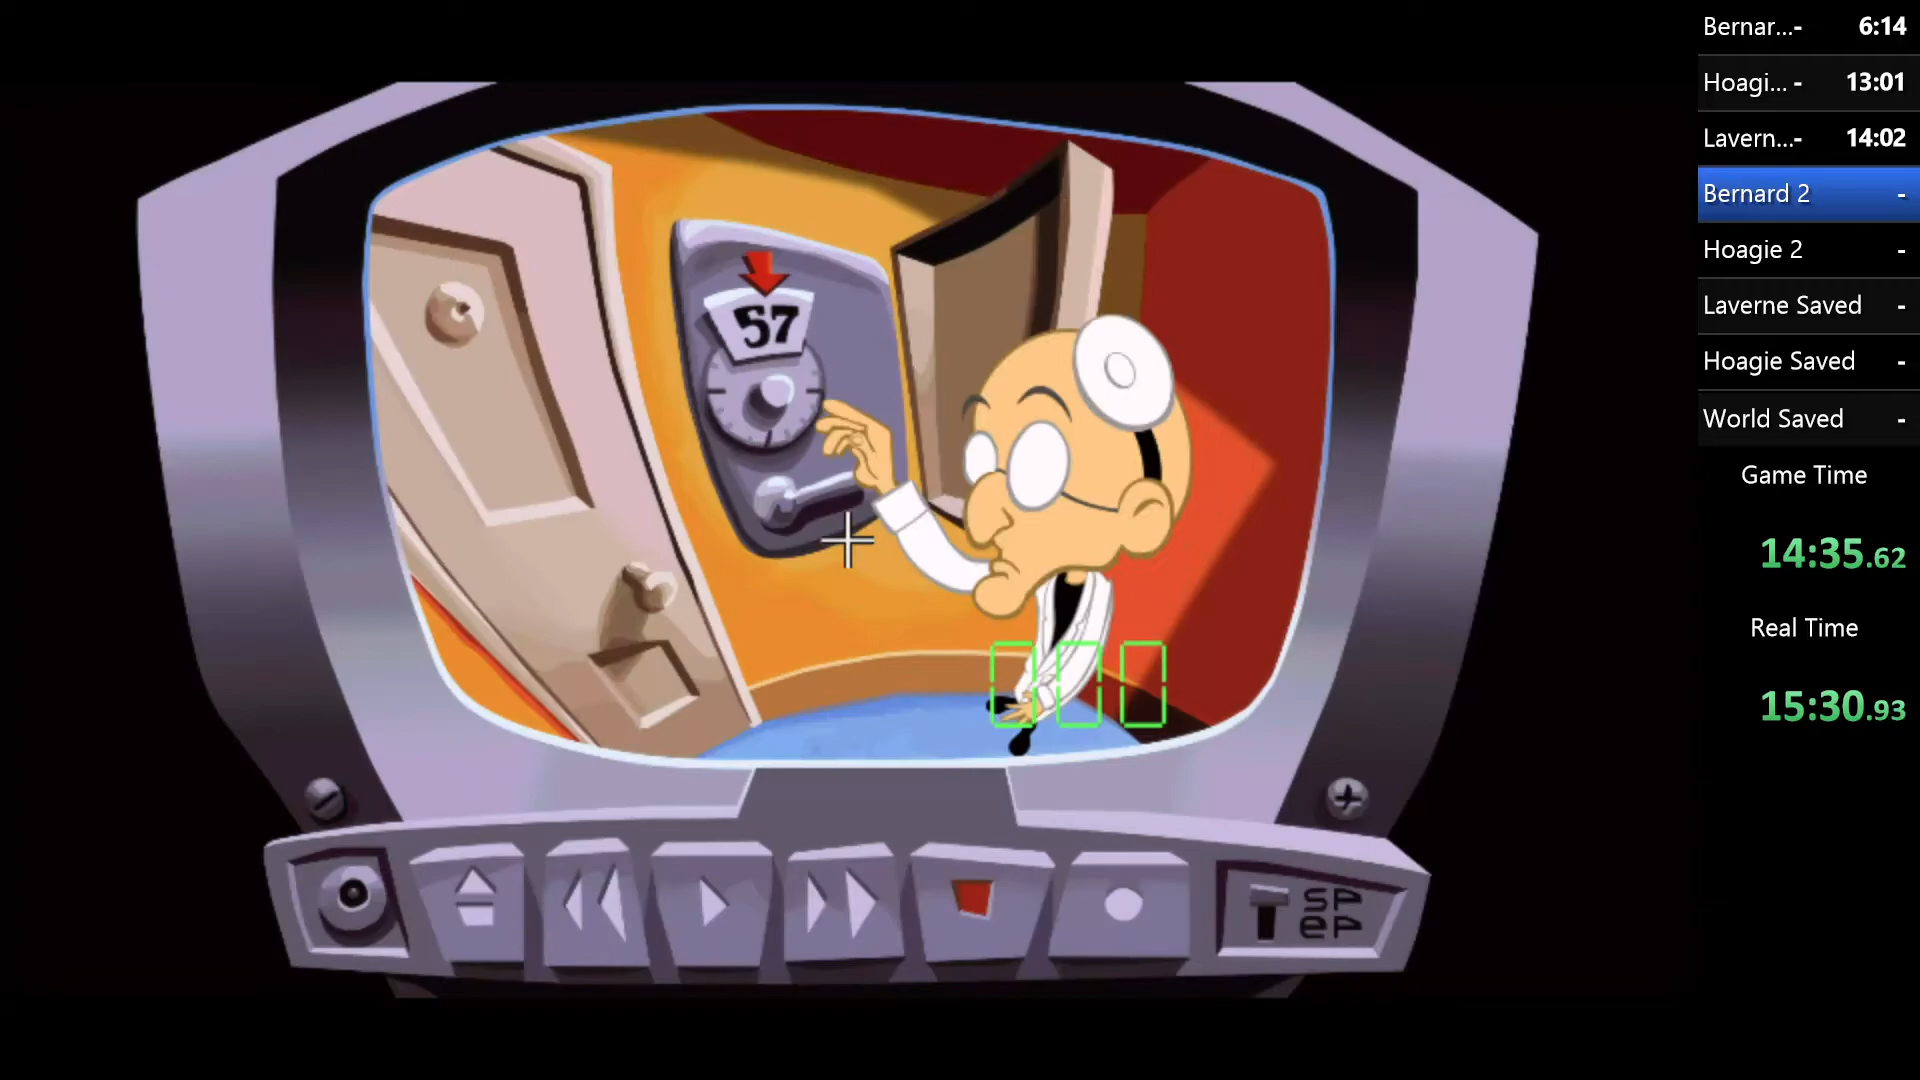 Bernar...- 6:14
Hoagi... - 13:01
Lavern...- 14:02
Bernard 2 -
Hoagie 2 -
Laverne Saved -
Hoagie Saved -
World Saved -
Game Time
14:35.62
Real Time
15:30.93
57
000
SP
eP